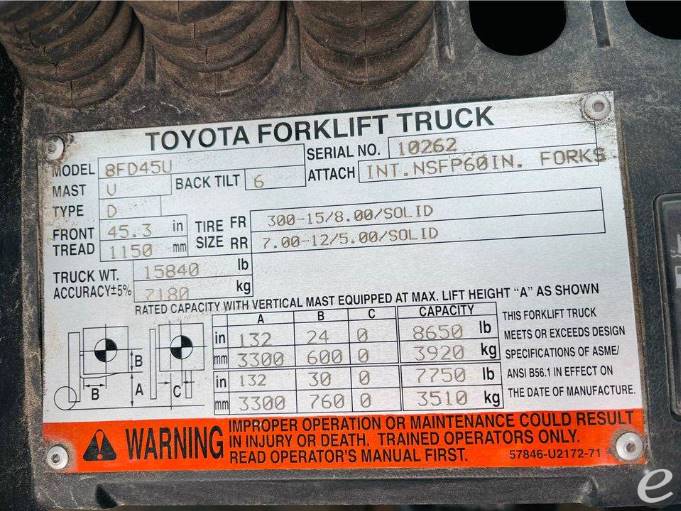 TOYOTA FORKLIFT TRUCK
MODEL 8FD45U SERIAL NO. 10262
MAST V BACK TILT 6 ATTACH INT.NSFP60IN. FORKS
TYPE D
FRONT TREAD 45.3 in 1150 mm
TIRE SIZE FR 300-15/8.00/SOLID
RR 7.00-12/5.00/SOLID
TRUCK WT. 15840 lb
ACCURACY±5% 7180 kg
RATED CAPACITY WITH VERTICAL MAST EQUIPPED AT MAX. LIFT HEIGHT "A" AS SHOWN
A B C CAPACITY
in 132 24 0 8650 lb
mm 3300 600 0 3920 kg
in 132 30 0 7750 lb
mm 3300 760 0 3510 kg
B
A
B C
THIS FORKLIFT TRUCK
MEETS OR EXCEEDS DESIGN
SPECIFICATIONS OF ASME/
ANSI B56.1 IN EFFECT ON
THE DATE OF MANUFACTURE.
WARNING
IMPROPER OPERATION OR MAINTENANCE COULD RESULT
IN INJURY OR DEATH. TRAINED OPERATORS ONLY.
READ OPERATOR'S MANUAL FIRST.
57846-U2172-71
e